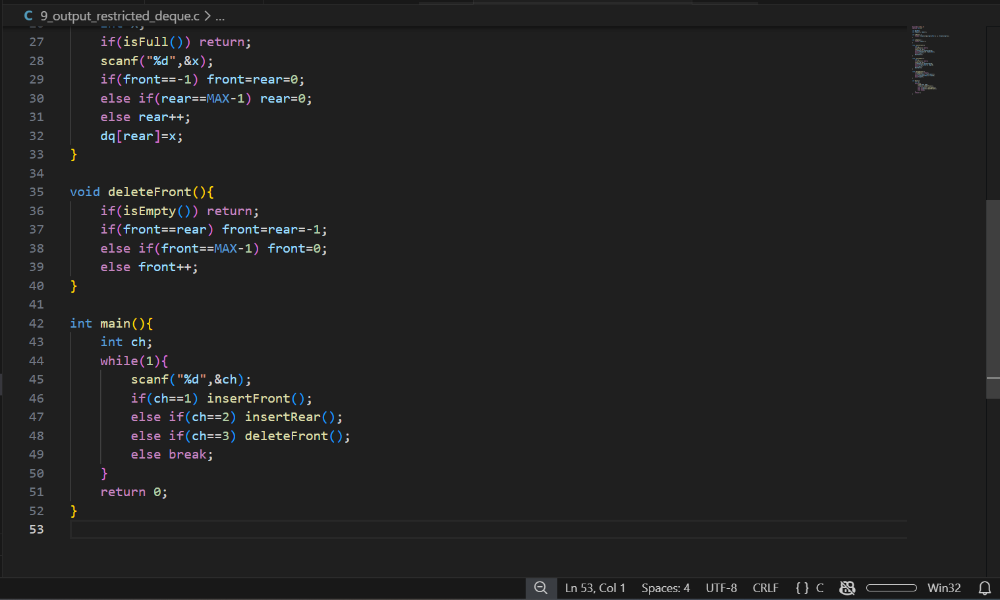 C 9_output_restricted_deque.c > ...
27 if(isFull()) return;
28 scanf("%d",&x);
29 if(front==-1) front=rear=0;
30 else if(rear==MAX-1) rear=0;
31 else rear++;
32 dq[rear]=x;
33 }
34
35 void deleteFront(){
36 if(isEmpty()) return;
37 if(front==rear) front=rear=-1;
38 else if(front==MAX-1) front=0;
39 else front++;
40 }
41
42 int main(){
43 int ch;
44 while(1){
45 scanf("%d",&ch);
46 if(ch==1) insertFront();
47 else if(ch==2) insertRear();
48 else if(ch==3) deleteFront();
49 else break;
50 }
51 return 0;
52 }
53
Ln 53, Col 1 Spaces: 4 UTF-8 CRLF { } C Win32